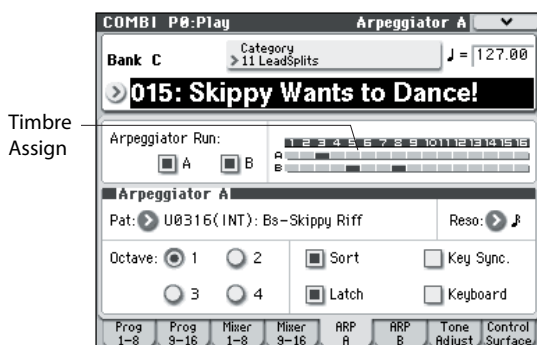 COMBI P0:Play Arpeggiator A
Bank C
Category
11 LeadSplits
♩= 127.00
015: Skippy Wants to Dance!
Timbre
Assign
Arpeggiator Run:
A B
1 2 3 4 5 6 7 8 9 10 11 12 13 14 15 16
A
B
Arpeggiator A
Pat: U0316(INT): Bs-Skippy Riff Reso: ♪
Octave: 1 2 Sort Key Sync.
3 4 Latch Keyboard
Prog 1-8 Prog 9-16 Mixer 1-8 Mixer 9-16 ARP A ARP B Tone Adjust Control Surface